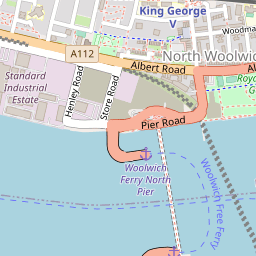 King George
V
Woodma
A112
Albert Road
North Woolwic
Standard
Industrial
Estate
Henley Road
Store Road
Pier Road
Al
Royal
G
Woolwich
Ferry North
Pier
Woolwich Free Ferry